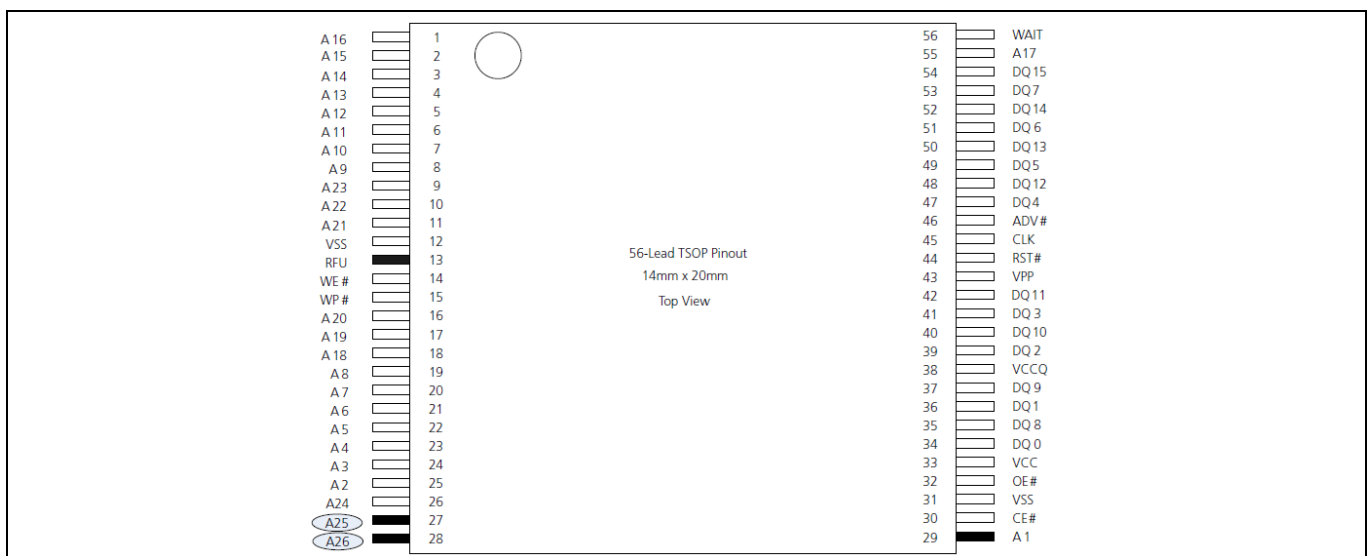 A16 1 56 WAIT
A15 2 55 A17
A14 3 54 DQ15
A13 4 53 DQ7
A12 5 52 DQ14
A11 6 51 DQ6
A10 7 50 DQ13
A9 8 49 DQ5
A23 9 48 DQ12
A22 10 47 DQ4
A21 11 46 ADV#
VSS 12 45 CLK
RFU 13 44 RST#
WE# 14 43 VPP
WP# 15 42 DQ11
A20 16 41 DQ3
A19 17 40 DQ10
A18 18 39 DQ2
A8 19 38 VCCQ
A7 20 37 DQ9
A6 21 36 DQ1
A5 22 35 DQ8
A4 23 34 DQ0
A3 24 33 VCC
A2 25 32 OE#
A24 26 31 VSS
A25 27 30 CE#
A26 28 29 A1
56-Lead TSOP Pinout
14mm x 20mm
Top View